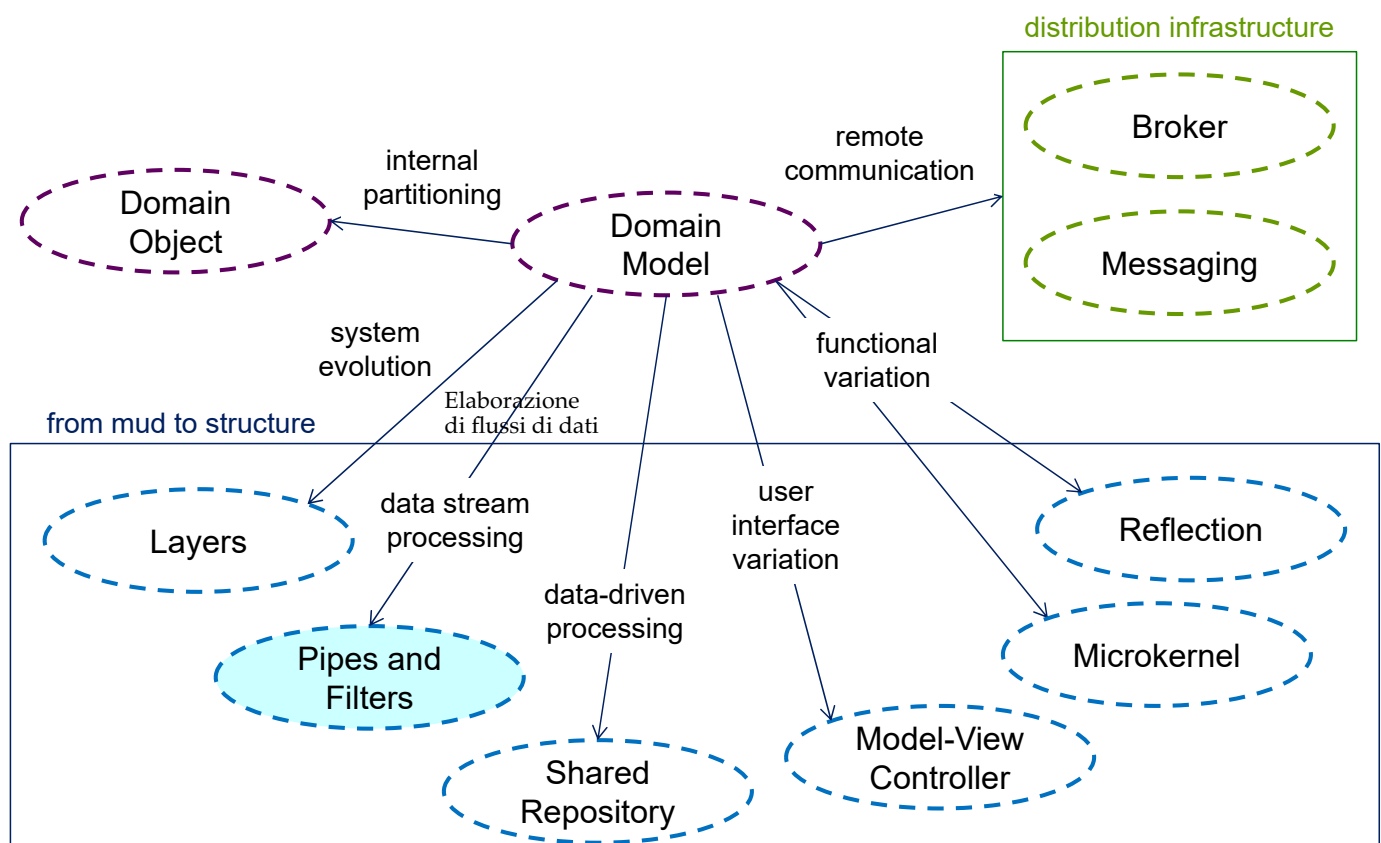 distribution infrastructure
Broker
Messaging
remote
communication
internal
partitioning
Domain
Object
Domain
Model
system
evolution
functional
variation
Elaborazione
di flussi di dati
from mud to structure
Layers
data stream
processing
user
interface
variation
Reflection
data-driven
processing
Microkernel
Pipes and
Filters
Model-View
Controller
Shared
Repository